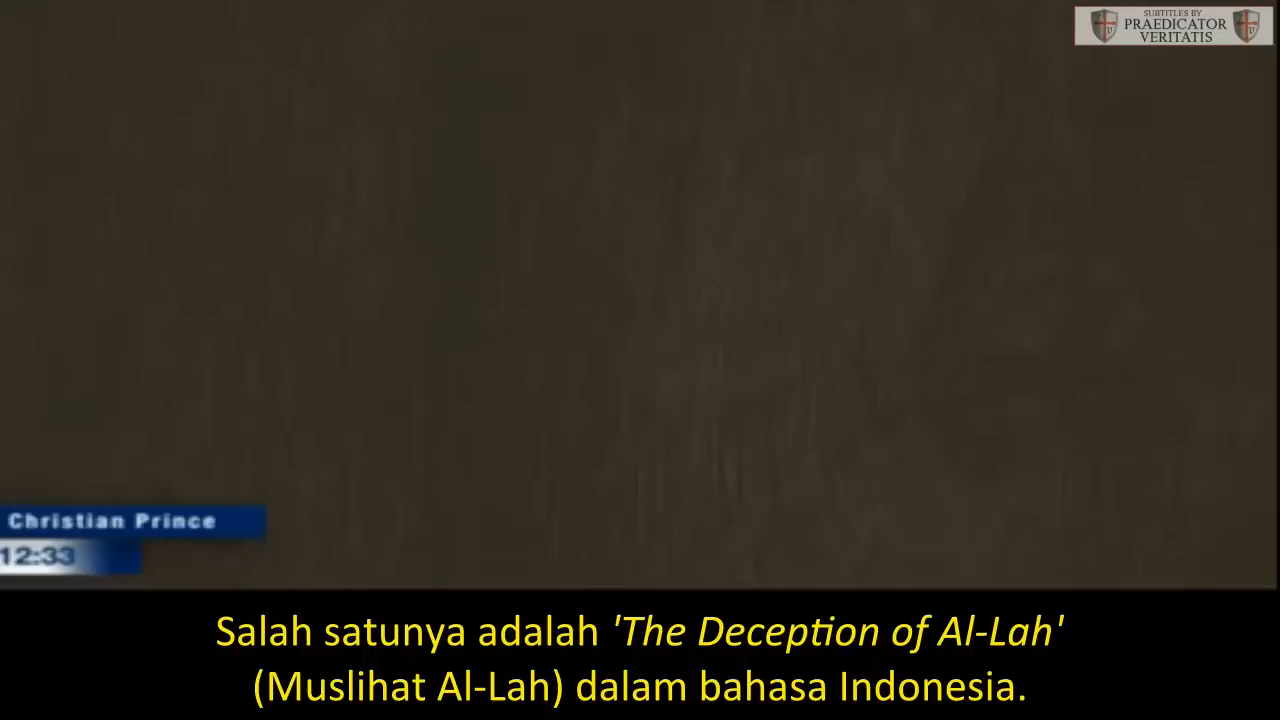 SUBTITLES BY
PRAEDICATOR
VERITATIS
Christian Prince
12:33
Salah satunya adalah 'The Deception of Al-Lah'
(Muslihat Al-Lah) dalam bahasa Indonesia.